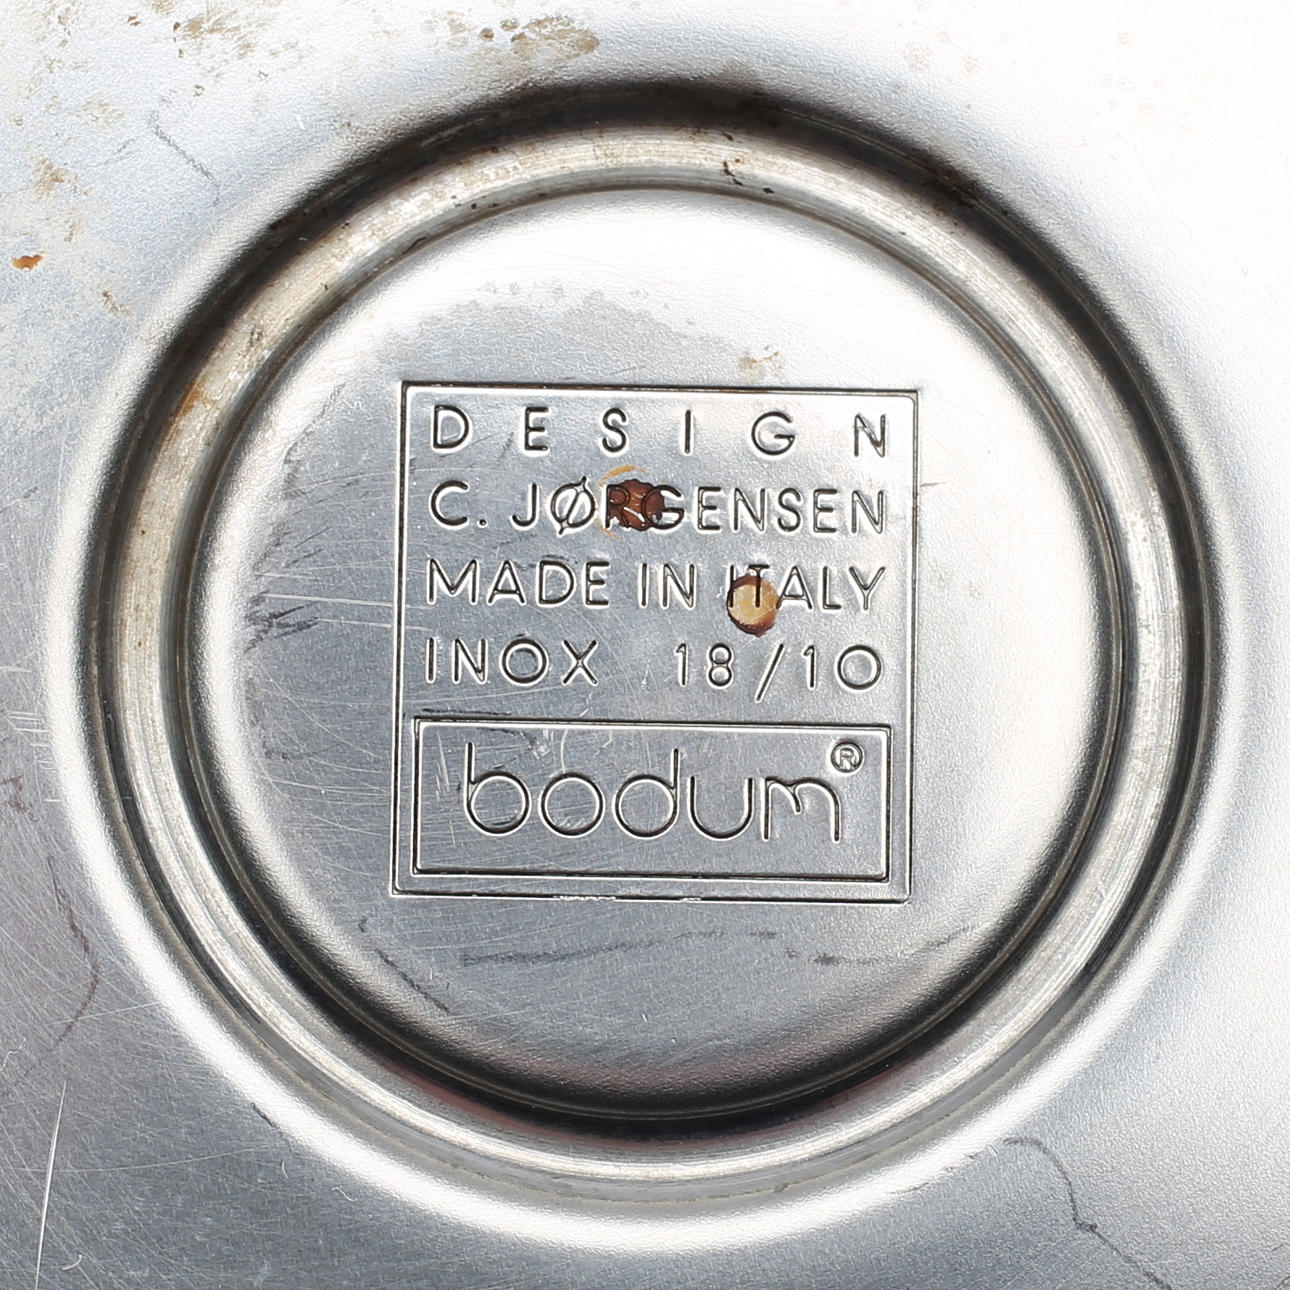 DESIGN
C. JØRGENSEN
MADE IN ITALY
INOX 18/10
bodum®